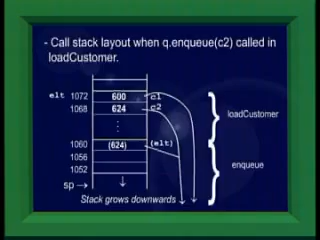 - Call stack layout when q.enqueue(c2) called in
loadCustomer.
elt 1072 600 c1
1068 624 c2
loadCustomer
1060 (624) (elt)
1056
enqueue
1052
sp →
Stack grows downwards